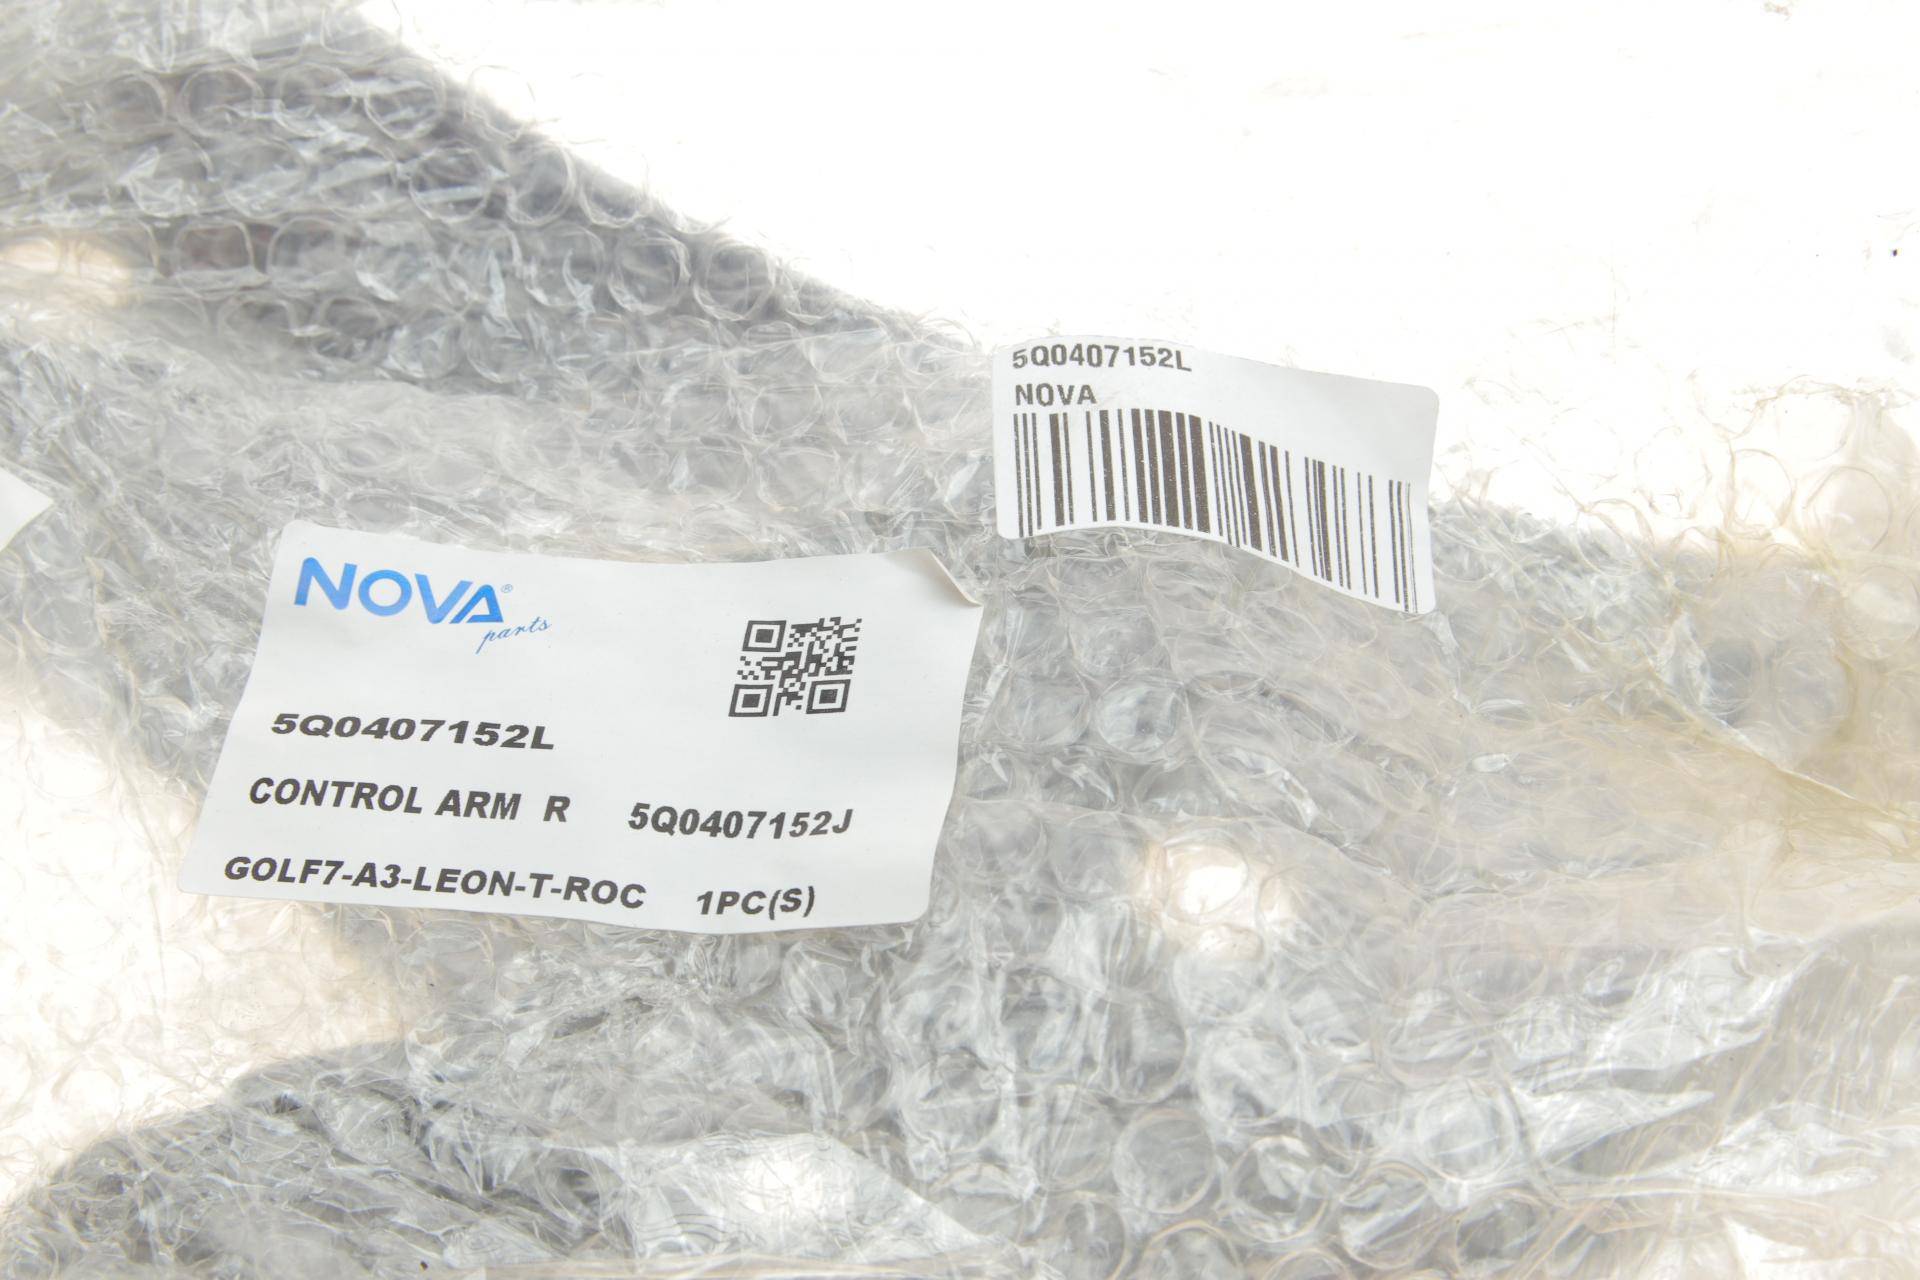 5Q0407152L
NOVA
NOVA®
parts
5Q0407152L
CONTROL ARM R 5Q0407152J
GOLF7-A3-LEON-T-ROC 1PC(S)